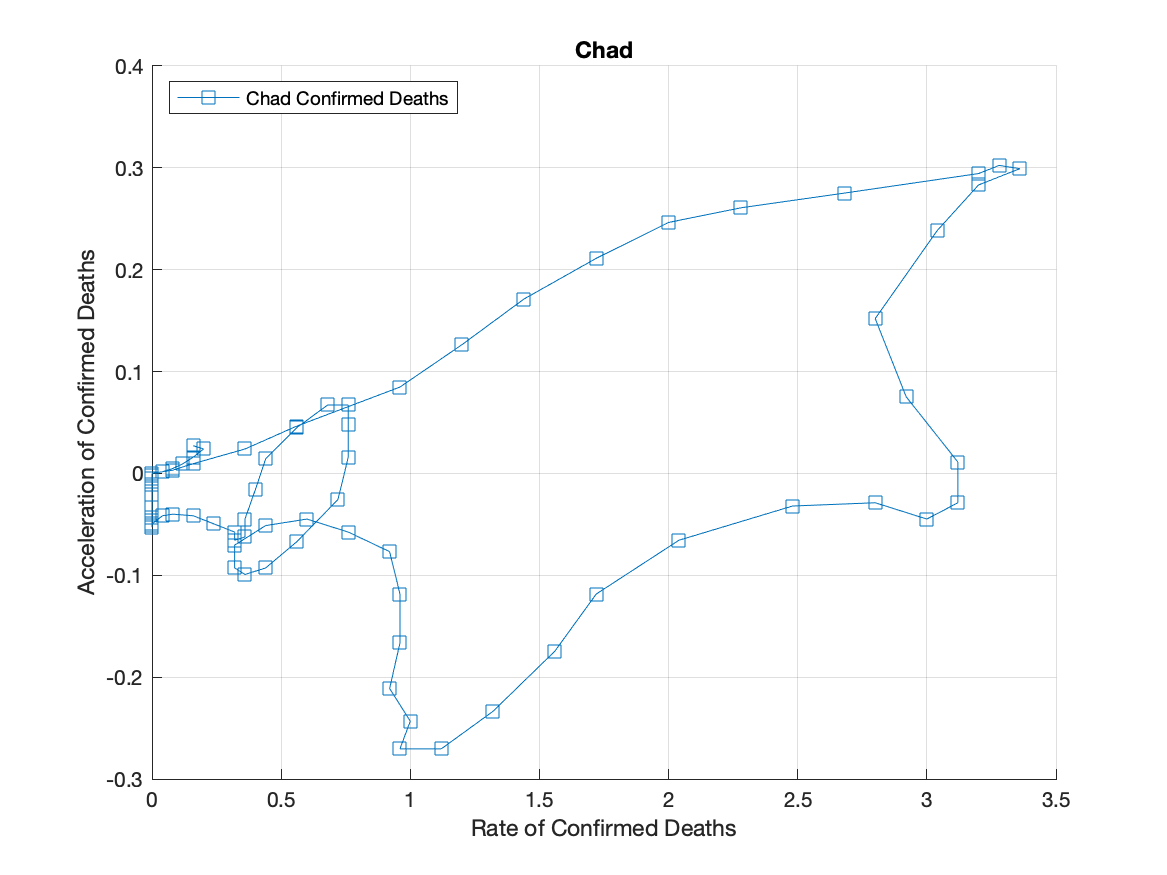 Chad
Chad Confirmed Deaths
Acceleration of Confirmed Deaths
0.4
0.3
0.2
0.1
0
-0.1
-0.2
-0.3
0 0.5 1 1.5 2 2.5 3 3.5
Rate of Confirmed Deaths